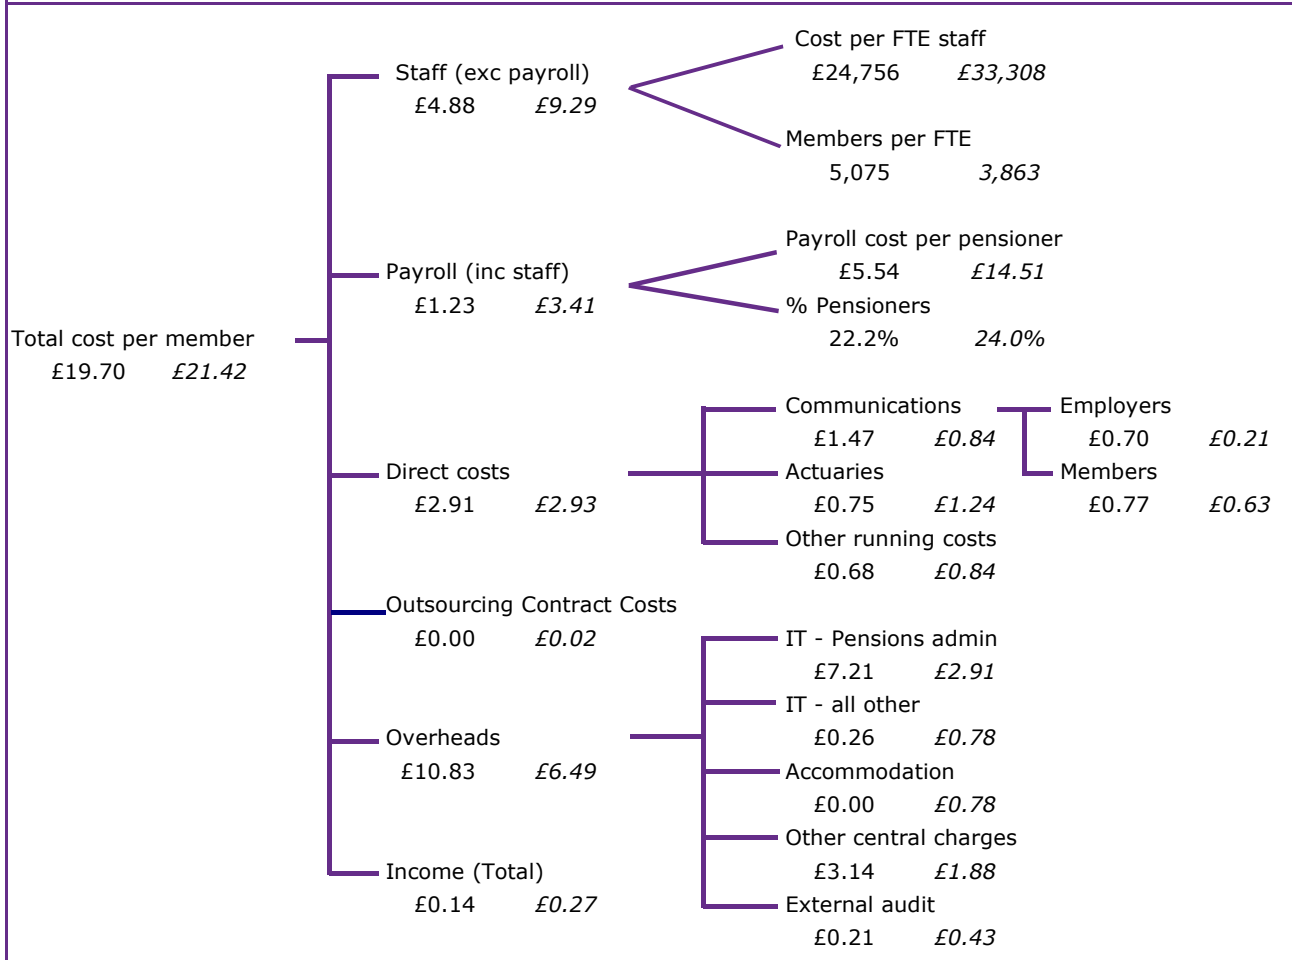 Cost per FTE staff
£24,756 £33,308
Staff (exc payroll)
£4.88 £9.29
Members per FTE
5,075 3,863
Payroll cost per pensioner
£5.54 £14.51
Payroll (inc staff)
£1.23 £3.41
% Pensioners
22.2% 24.0%
Total cost per member
£19.70 £21.42
Communications
£1.47 £0.84
Employers
£0.70 £0.21
Direct costs
£2.91 £2.93
Actuaries
£0.75 £1.24
Members
£0.77 £0.63
Other running costs
£0.68 £0.84
Outsourcing Contract Costs
£0.00 £0.02
IT - Pensions admin
£7.21 £2.91
IT - all other
£0.26 £0.78
Overheads
£10.83 £6.49
Accommodation
£0.00 £0.78
Other central charges
£3.14 £1.88
Income (Total)
£0.14 £0.27
External audit
£0.21 £0.43